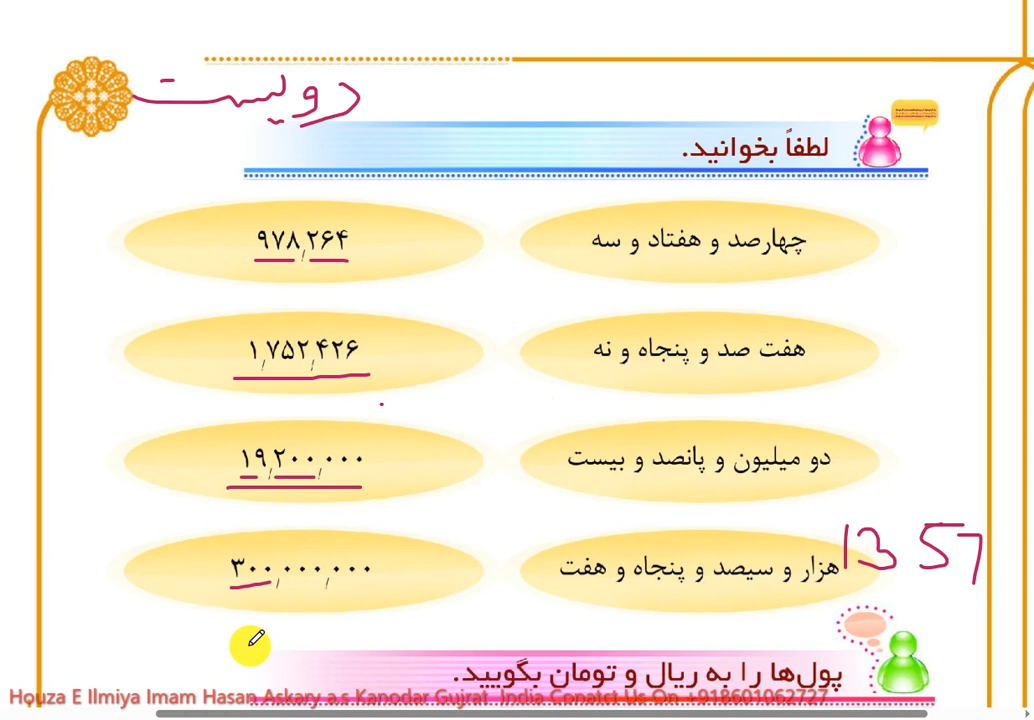 دویست
لطفاً بخوانید.
چهارصد و هفتاد و سه
۹۷۸,۲۶۴
هفت صد و پنجاه و نه
۱,۷۵۲,۴۲۶
دو میلیون و پانصد و بیست
۱۹,۲۰۰,۰۰۰
هزار و سیصد و پنجاه و هفت
1357
۳۰۰,۰۰۰,۰۰۰
پول‌ها را به ریال و تومان بگویید.
Houza E Ilmiya Imam Hasan Askary a.s Kanodar Gujrat India Conatct Us On +918601062727